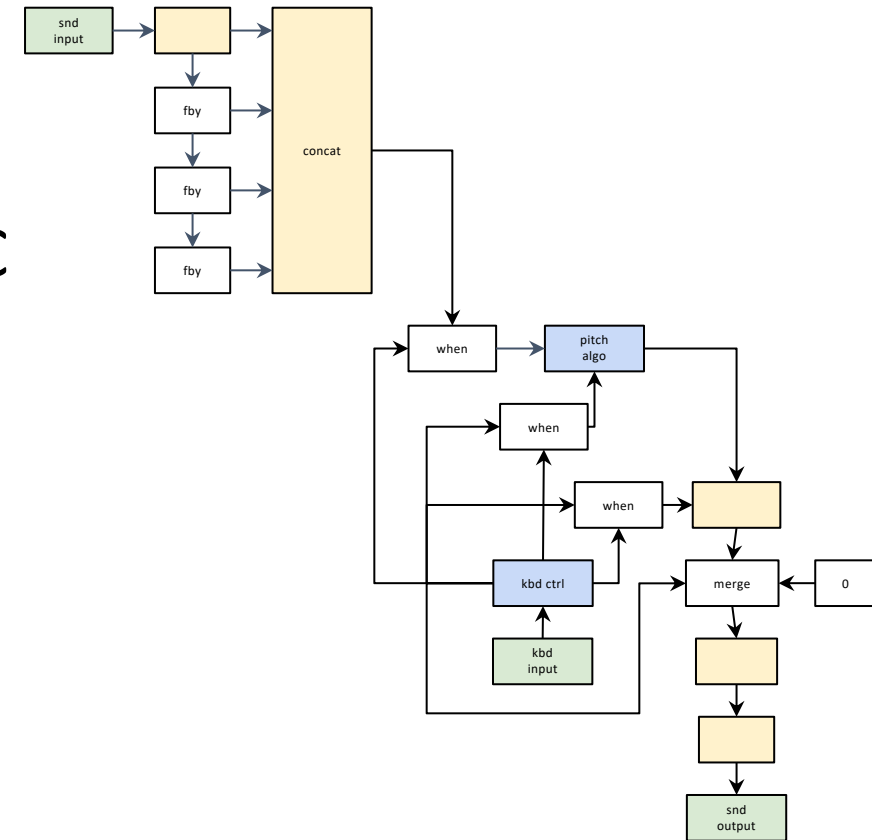 snd
input
fby
fby
fby
concat
when
pitch
algo
when
when
kbd ctrl
merge
0
kbd
input
snd
output